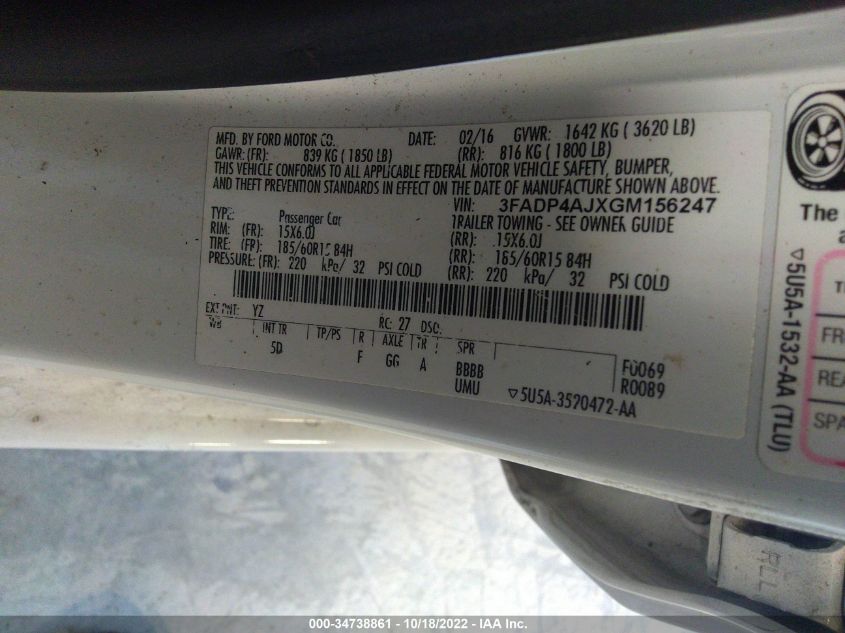 MFD. BY FORD MOTOR CO. DATE: 02/16 GVWR: 1642 KG ( 3620 LB)
GAWR: (FR): 839 KG ( 1850 LB) (RR): 816 KG ( 1800 LB)
THIS VEHICLE CONFORMS TO ALL APPLICABLE FEDERAL MOTOR VEHICLE SAFETY, BUMPER,
AND THEFT PREVENTION STANDARDS IN EFFECT ON THE DATE OF MANUFACTURE SHOWN ABOVE.
VIN: 3FADP4AJXGM156247
TYPE: Passenger Car TRAILER TOWING - SEE OWNER GUIDE
RIM: (FR): 15X6.0J (RR): 15X6.0J
TIRE: (FR): 185/60R15 84H (RR): 185/60R15 84H
PRESSURE: (FR): 220 kPa/ 32 PSI COLD (RR): 220 kPa/ 32 PSI COLD
EXT PNT: YZ RC: 27 DSO:
WB INT TR TP/PS R AXLE TR SPR
5D F GG A BBBB F0069
UMU R0089
▽5U5A-3520472-AA
The
a
▽5U5A-1532-AA (TLU)
FR
REA
SPA
RLL
000-34738861 - 10/18/2022 - IAA Inc.